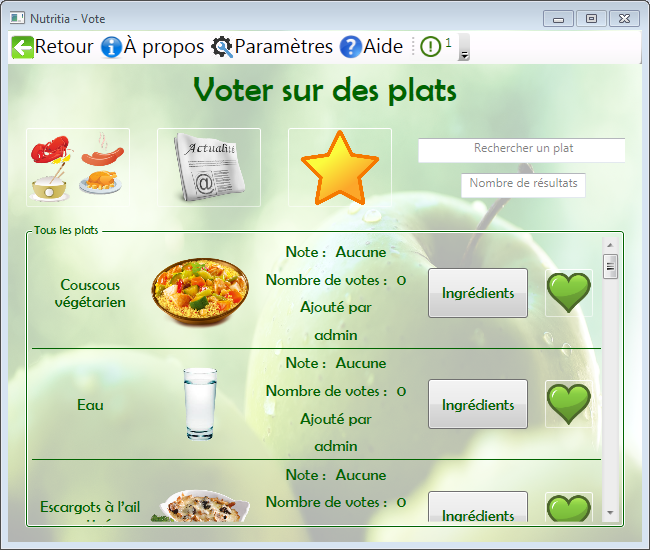 Nutritia - Vote
Retour À propos Paramètres Aide 1
Voter sur des plats
Actualité
@
Rechercher un plat
Nombre de résultats
Tous les plats
Couscous
végétarien
Note : Aucune
Nombre de votes : 0
Ajouté par
admin
Ingrédients
Eau
Note : Aucune
Nombre de votes : 0
Ajouté par
admin
Ingrédients
Escargots à l'ail
Note : Aucune
Nombre de votes : 0
Ingrédients